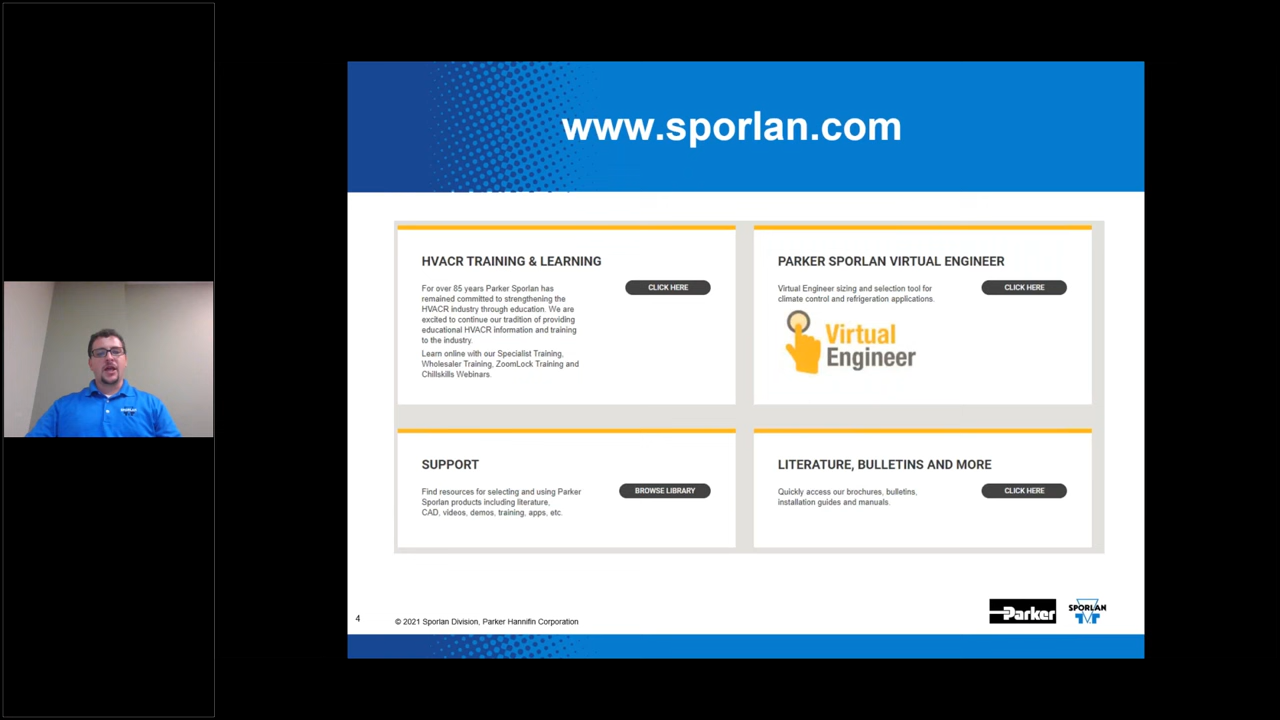 www.sporlan.com
HVACR TRAINING & LEARNING
For over 85 years Parker Sporlan has
remained committed to strengthening the
HVACR industry through education. We are
excited to continue our tradition of providing
educational HVACR information and training
to the industry.
Learn online with our Specialist Training,
Wholesaler Training, ZoomLock Training and
Chillskills Webinars.
CLICK HERE
PARKER SPORLAN VIRTUAL ENGINEER
Virtual Engineer sizing and selection tool for
climate control and refrigeration applications.
CLICK HERE
Virtual
Engineer
SUPPORT
Find resources for selecting and using Parker
Sporlan products including literature,
CAD, videos, demos, training, apps, etc.
BROWSE LIBRARY
LITERATURE, BULLETINS AND MORE
Quickly access our brochures, bulletins,
installation guides and manuals.
CLICK HERE
4
© 2021 Sporlan Division, Parker Hannifin Corporation
Parker
SPORLAN